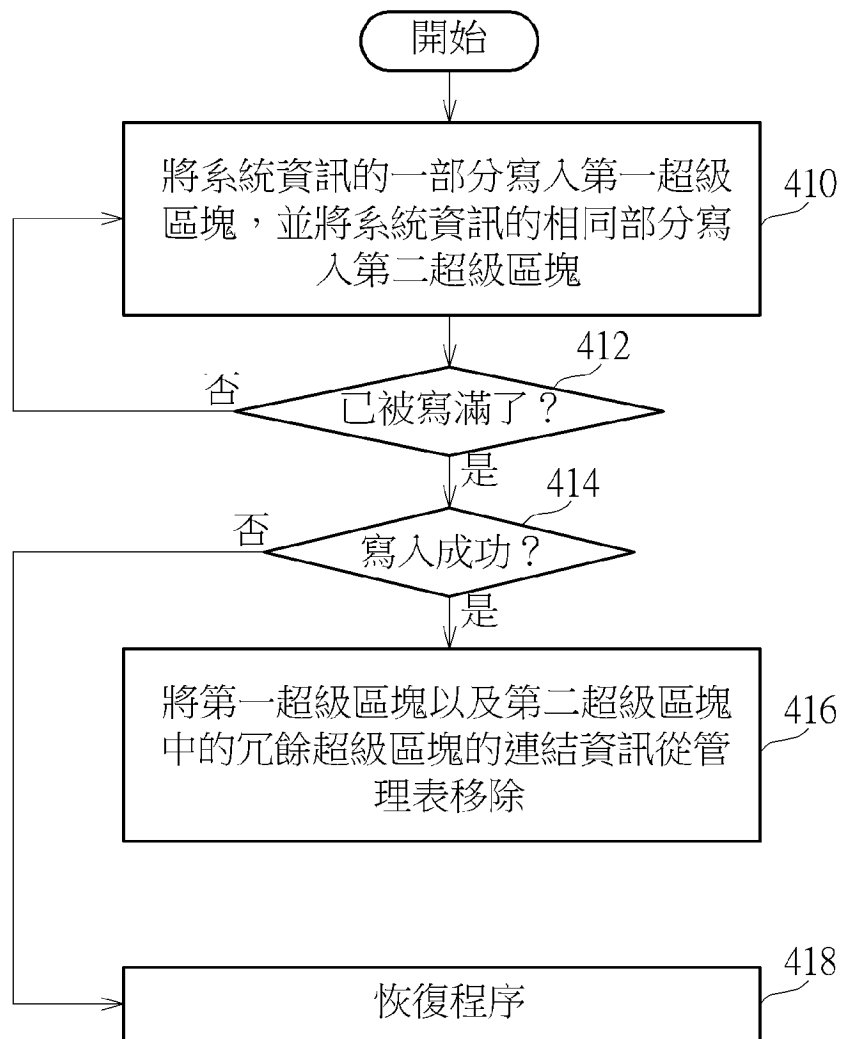 開始
將系統資訊的一部分寫入第一超級
區塊，並將系統資訊的相同部分寫
入第二超級區塊
410
412
否
已被寫滿了？
是
414
否
寫入成功？
是
將第一超級區塊以及第二超級區塊
中的冗餘超級區塊的連結資訊從管
理表移除
416
418
恢復程序